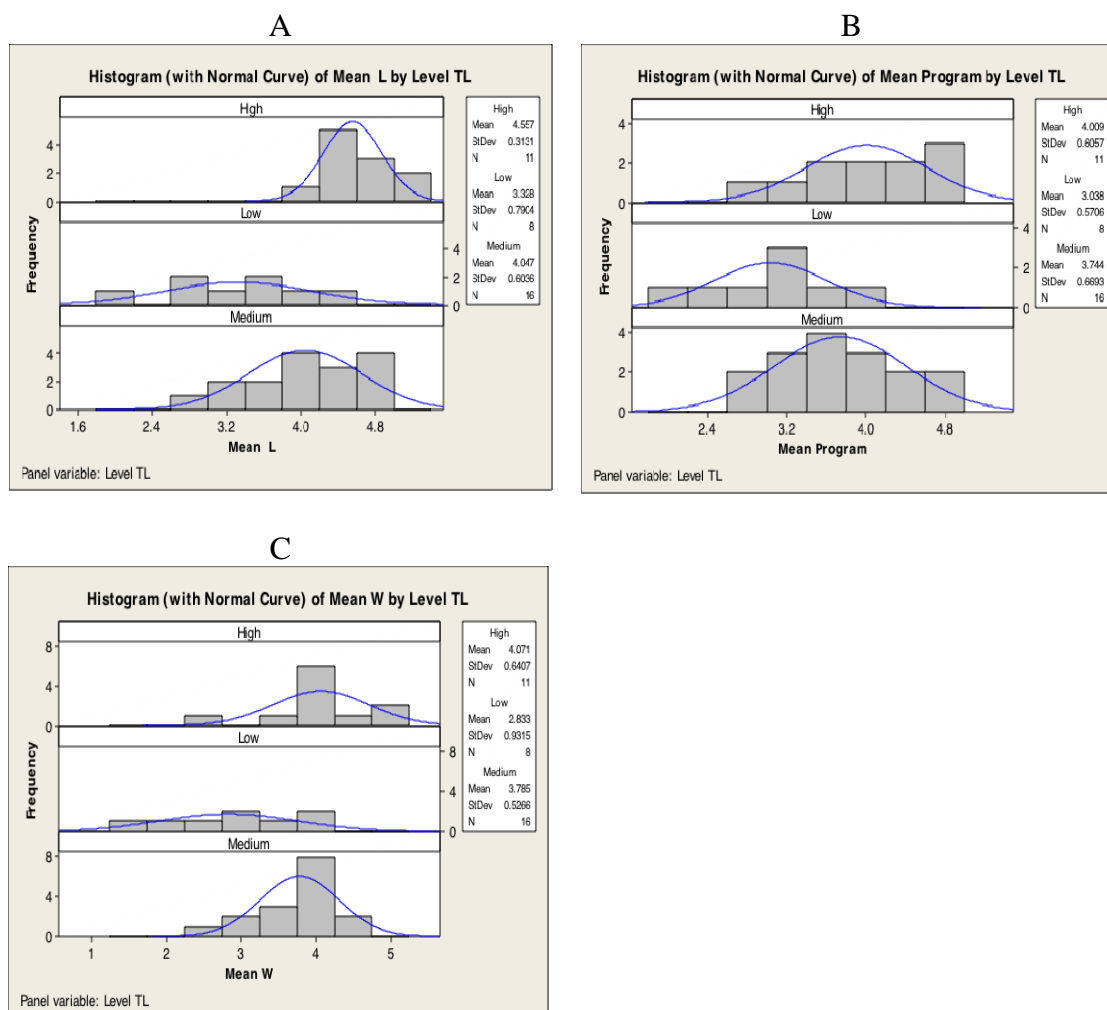 A
Histogram (with Normal Curve) of Mean L by Level TL
High
4
2
0
Low
4
2
0
Medium
4
2
0
1.6 2.4 3.2 4.0 4.8
Frequency
Mean L
High
Mean 4.557
StDev 0.3131
N 11
Low
Mean 3.328
StDev 0.7904
N 8
Medium
Mean 4.047
StDev 0.6036
N 16
Panel variable: Level TL
B
Histogram (with Normal Curve) of Mean Program by Level TL
High
4
2
0
Low
4
2
0
Medium
4
2
0
2.4 3.2 4.0 4.8
Frequency
Mean Program
High
Mean 4.009
StDev 0.6057
N 11
Low
Mean 3.038
StDev 0.5706
N 8
Medium
Mean 3.744
StDev 0.6693
N 16
Panel variable: Level TL
C
Histogram (with Normal Curve) of Mean W by Level TL
High
8
4
0
Low
8
4
0
Medium
8
4
0
1 2 3 4 5
Frequency
Mean W
High
Mean 4.071
StDev 0.6407
N 11
Low
Mean 2.833
StDev 0.9315
N 8
Medium
Mean 3.785
StDev 0.5266
N 16
Panel variable: Level TL